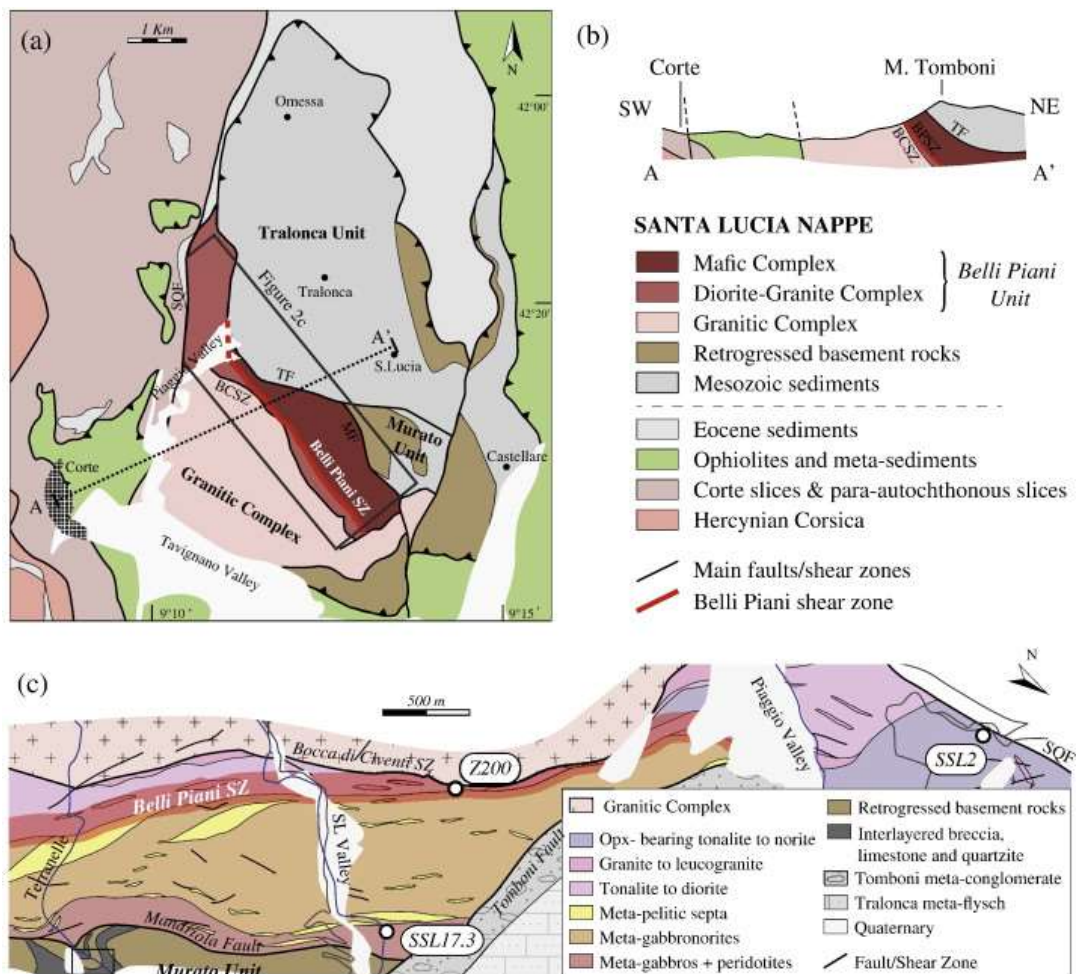 (a)
1 Km
N
Omessa
42°00'
Tralonca Unit
Tralonca
Figure 2c
SQF
42°20'
A'
S.Lucia
Piaggio Valley
TF
BCSZ
MF
Murato
Unit
Castellare
Corte
A
Belli Piani SZ
Granitic Complex
Tavignano Valley
9°10'
9°15'
(b)
Corte
M. Tomboni
SW
NE
BCSZ
BPSZ
TF
A
A'
SANTA LUCIA NAPPE
Mafic Complex
Diorite-Granite Complex
Belli Piani
Unit
Granitic Complex
Retrogressed basement rocks
Mesozoic sediments
Eocene sediments
Ophiolites and meta-sediments
Corte slices & para-autochthonous slices
Hercynian Corsica
Main faults/shear zones
Belli Piani shear zone
(c)
500 m
N
Bocca di Civenti SZ
Z200
Piaggio Valley
SSL2
SQF
Belli Piani SZ
SL Valley
Terranelle
Tomboni Fault
Mandriola Fault
SSL17.3
Murato Unit
Granitic Complex
Opx- bearing tonalite to norite
Granite to leucogranite
Tonalite to diorite
Meta-pelitic septa
Meta-gabbronorites
Meta-gabbros + peridotites
Retrogressed basement rocks
Interlayered breccia,
limestone and quartzite
Tomboni meta-conglomerate
Tralonca meta-flysch
Quaternary
Fault/Shear Zone